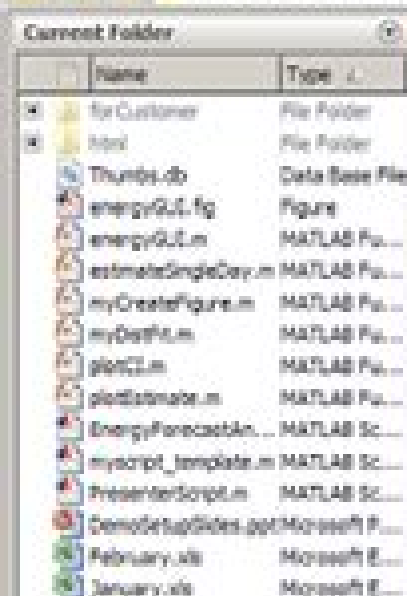 Current Folder
Name Type
forCustomer File Folder
html File Folder
Thumbs.db Data Base File
energyGUI.fig Figure
energyGUI.m MATLAB Fu...
estimateSingleDay.m MATLAB Fu...
myCreateFigure.m MATLAB Fu...
myDistFit.m MATLAB Fu...
plotCI.m MATLAB Fu...
plotEstimate.m MATLAB Fu...
EnergyForecastAn... MATLAB Sc...
myscript_template.m MATLAB Sc...
PresenterScript.m MATLAB Sc...
DemoSetupSlides.ppt Microsoft P...
February.xls Microsoft E...
January.xls Microsoft E...